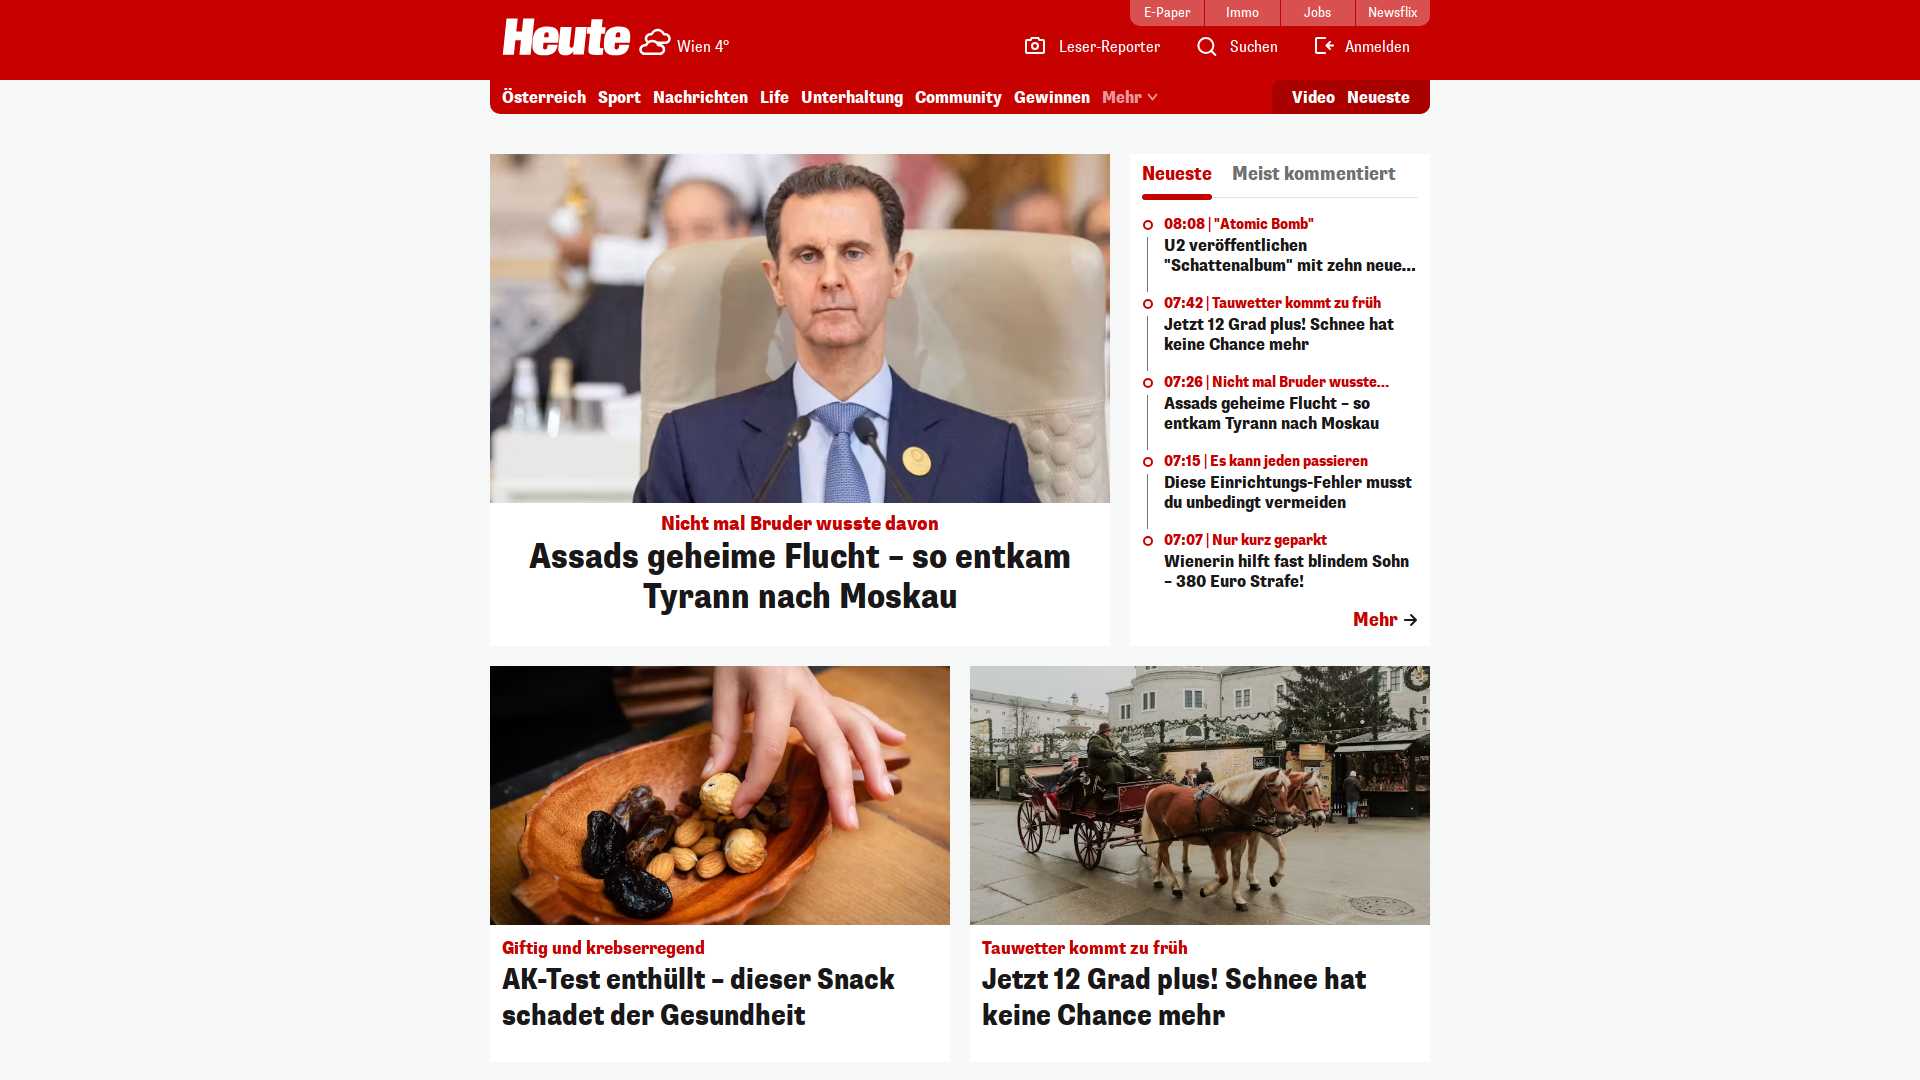 E-Paper
Immo
Jobs
Newsflix
Heute
Wien 4°
Leser-Reporter
Suchen
Anmelden
Österreich
Sport
Nachrichten
Life
Unterhaltung
Community
Gewinnen
Mehr
Video
Neueste
Nicht mal Bruder wusste davon
Assads geheime Flucht – so entkam
Tyrann nach Moskau
Neueste
Meist kommentiert
08:08 | "Atomic Bomb"
U2 veröffentlichen
"Schattenalbum" mit zehn neue...
07:42 | Tauwetter kommt zu früh
Jetzt 12 Grad plus! Schnee hat
keine Chance mehr
07:26 | Nicht mal Bruder wusste...
Assads geheime Flucht – so
entkam Tyrann nach Moskau
07:15 | Es kann jeden passieren
Diese Einrichtungs-Fehler musst
du unbedingt vermeiden
07:07 | Nur kurz geparkt
Wienerin hilft fast blindem Sohn
– 380 Euro Strafe!
Mehr
Giftig und krebserregend
AK-Test enthüllt – dieser Snack
schadet der Gesundheit
Tauwetter kommt zu früh
Jetzt 12 Grad plus! Schnee hat
keine Chance mehr